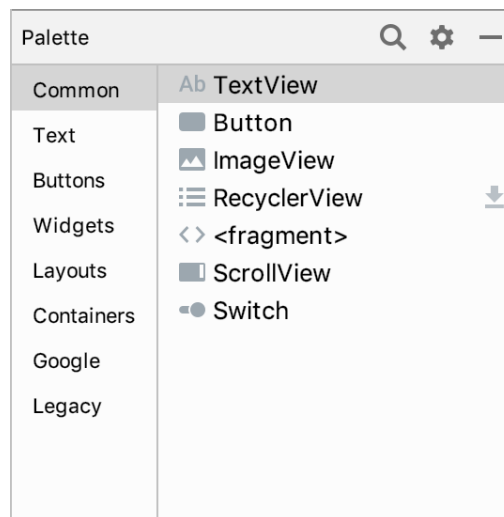 Palette
Common
Text
Buttons
Widgets
Layouts
Containers
Google
Legacy
Ab TextView
Button
ImageView
RecyclerView
<fragment>
ScrollView
Switch